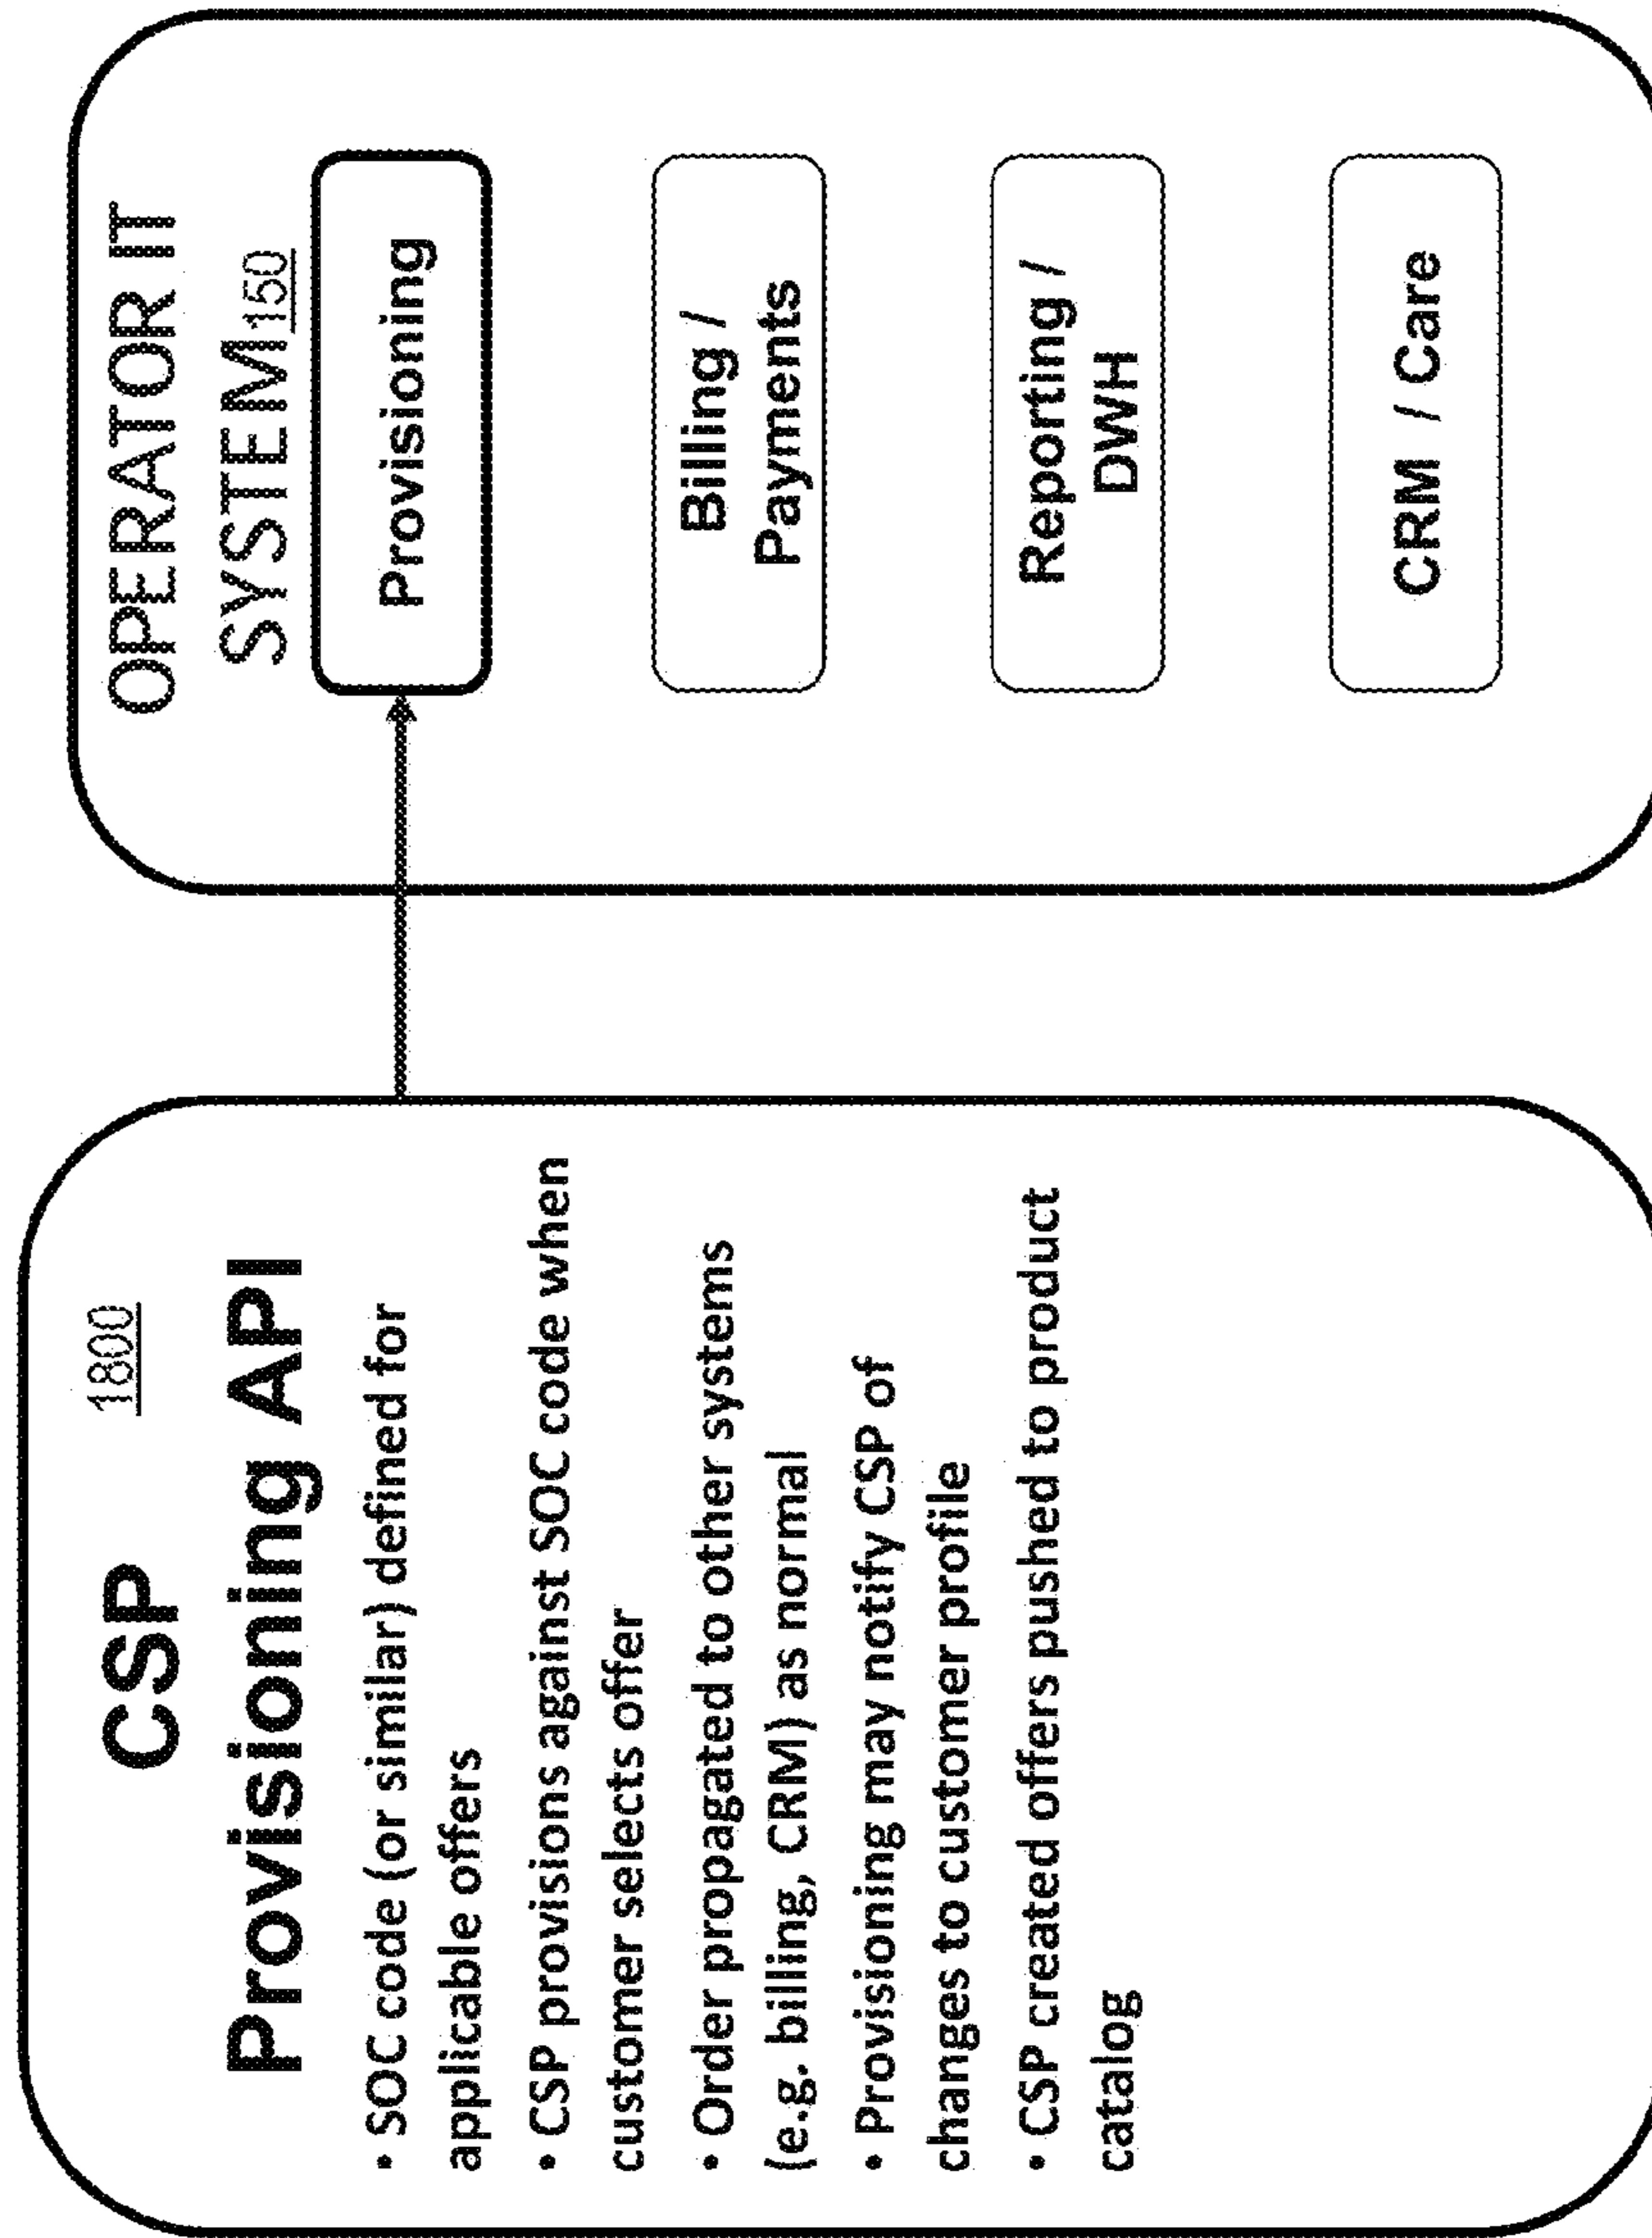 CSP
1800
Provisioning API
• SOC code (or similar) defined for
applicable offers
• CSP provisions against SOC code when
customer selects offer
• Order propagated to other systems
(e.g. billing, CRM) as normal
• Provisioning may notify CSP of
changes to customer profile
• CSP created offers pushed to product
catalog
OPERATOR IT
SYSTEM 150
Provisioning
Billing /
Payments
Reporting /
DWH
CRM / Care